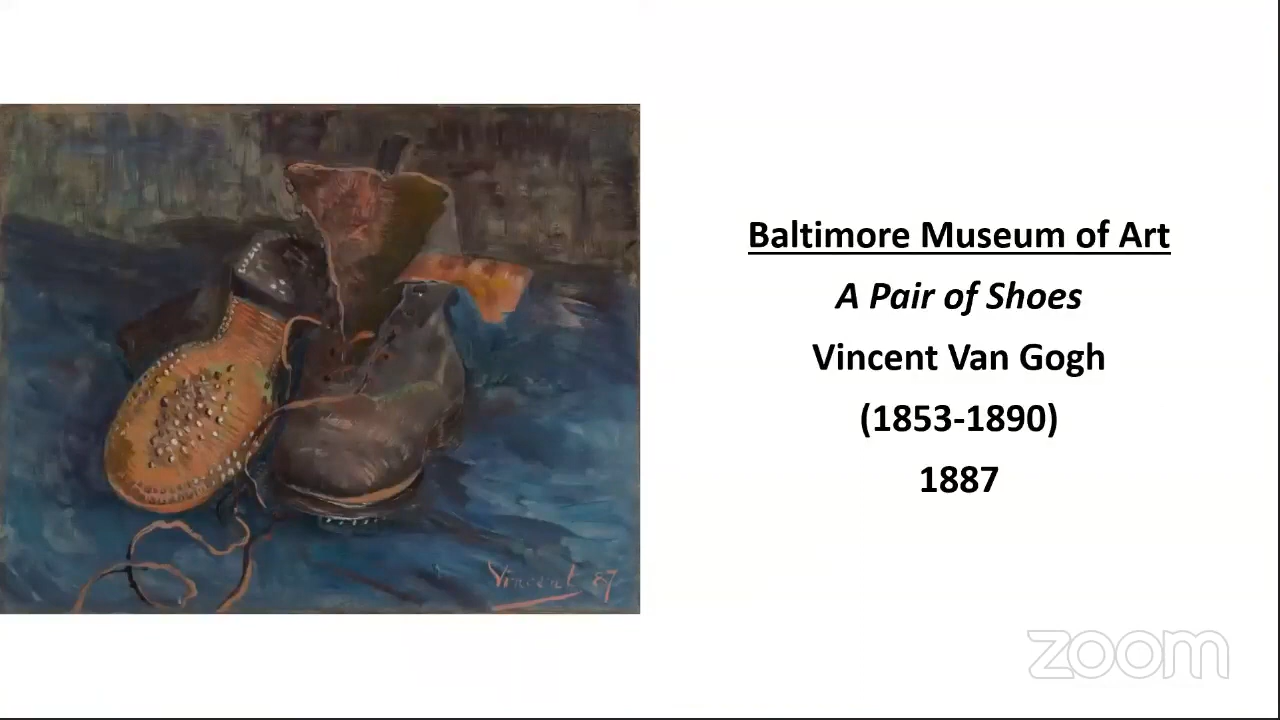 Baltimore Museum of Art
A Pair of Shoes
Vincent Van Gogh
(1853-1890)
1887
Vincent 87
zoom